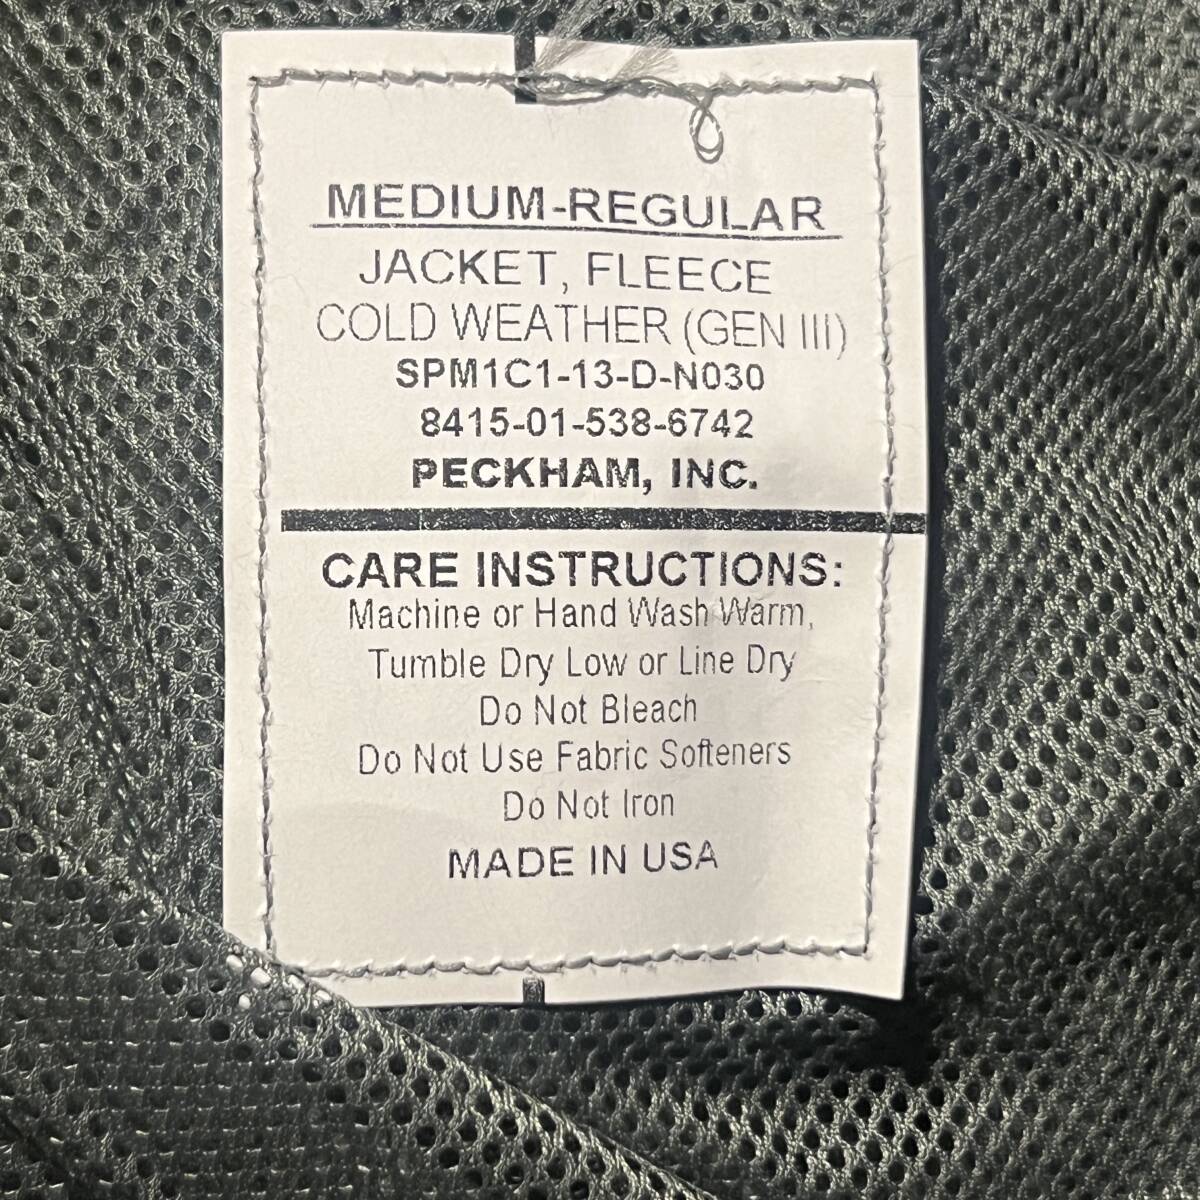 MEDIUM-REGULAR
JACKET, FLEECE
COLD WEATHER (GEN III)
SPM1C1-13-D-N030
8415-01-538-6742
PECKHAM, INC.
CARE INSTRUCTIONS:
Machine or Hand Wash Warm,
Tumble Dry Low or Line Dry
Do Not Bleach
Do Not Use Fabric Softeners
Do Not Iron
MADE IN USA